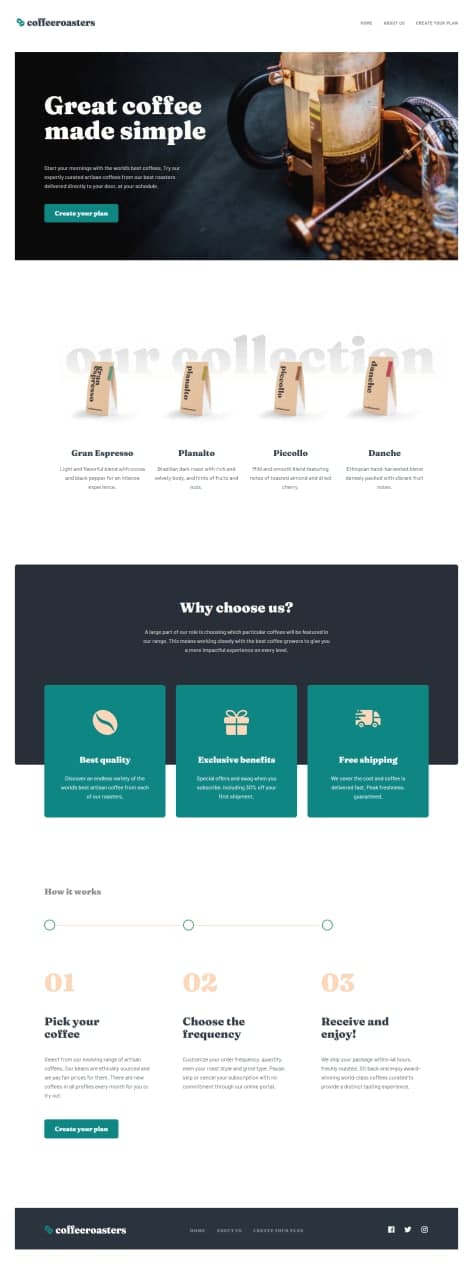 coffeeroasters
HOME ABOUT US CREATE YOUR PLAN
Great coffee
made simple
Start your mornings with the world's best coffees. Try our
expertly curated artisan coffees from our best roasters
delivered directly to your door, at your schedule.
Create your plan
our collection
gran
espresso
planalto
piccollo
danche
Gran Espresso
Light and flavorful blend with cocoa
and black pepper for an intense
experience.
Planalto
Brazilian dark roast with rich and
velvety body, and hints of fruits and
nuts.
Piccollo
Mild and smooth blend featuring
notes of toasted almond and dried
cherry.
Danche
Ethiopian hand-harvested blend
densely packed with vibrant fruit
notes.
Why choose us?
A large part of our role is choosing which particular coffees will be featured in
our range. This means working closely with the best coffee growers to give you
a more impactful experience on every level.
Best quality
Discover an endless variety of the
world's best artisan coffee from each
of our roasters.
Exclusive benefits
Special offers and swag when you
subscribe, including 30% off your
first shipment.
Free shipping
We cover the cost and coffee is
delivered fast. Peak freshness:
guaranteed.
How it works
01
Pick your
coffee
Select from our evolving range of artisan
coffees. Our beans are ethically sourced and
we pay fair prices for them. There are new
coffees in all profiles every month for you to
try out.
02
Choose the
frequency
Customize your order frequency, quantity,
even your roast style and grind type. Pause,
skip or cancel your subscription with no
commitment through our online portal.
03
Receive and
enjoy!
We ship your package within 48 hours,
freshly roasted. Sit back and enjoy award-
winning world-class coffees curated to
provide a distinct tasting experience.
Create your plan
coffeeroasters
HOME ABOUT US CREATE YOUR PLAN